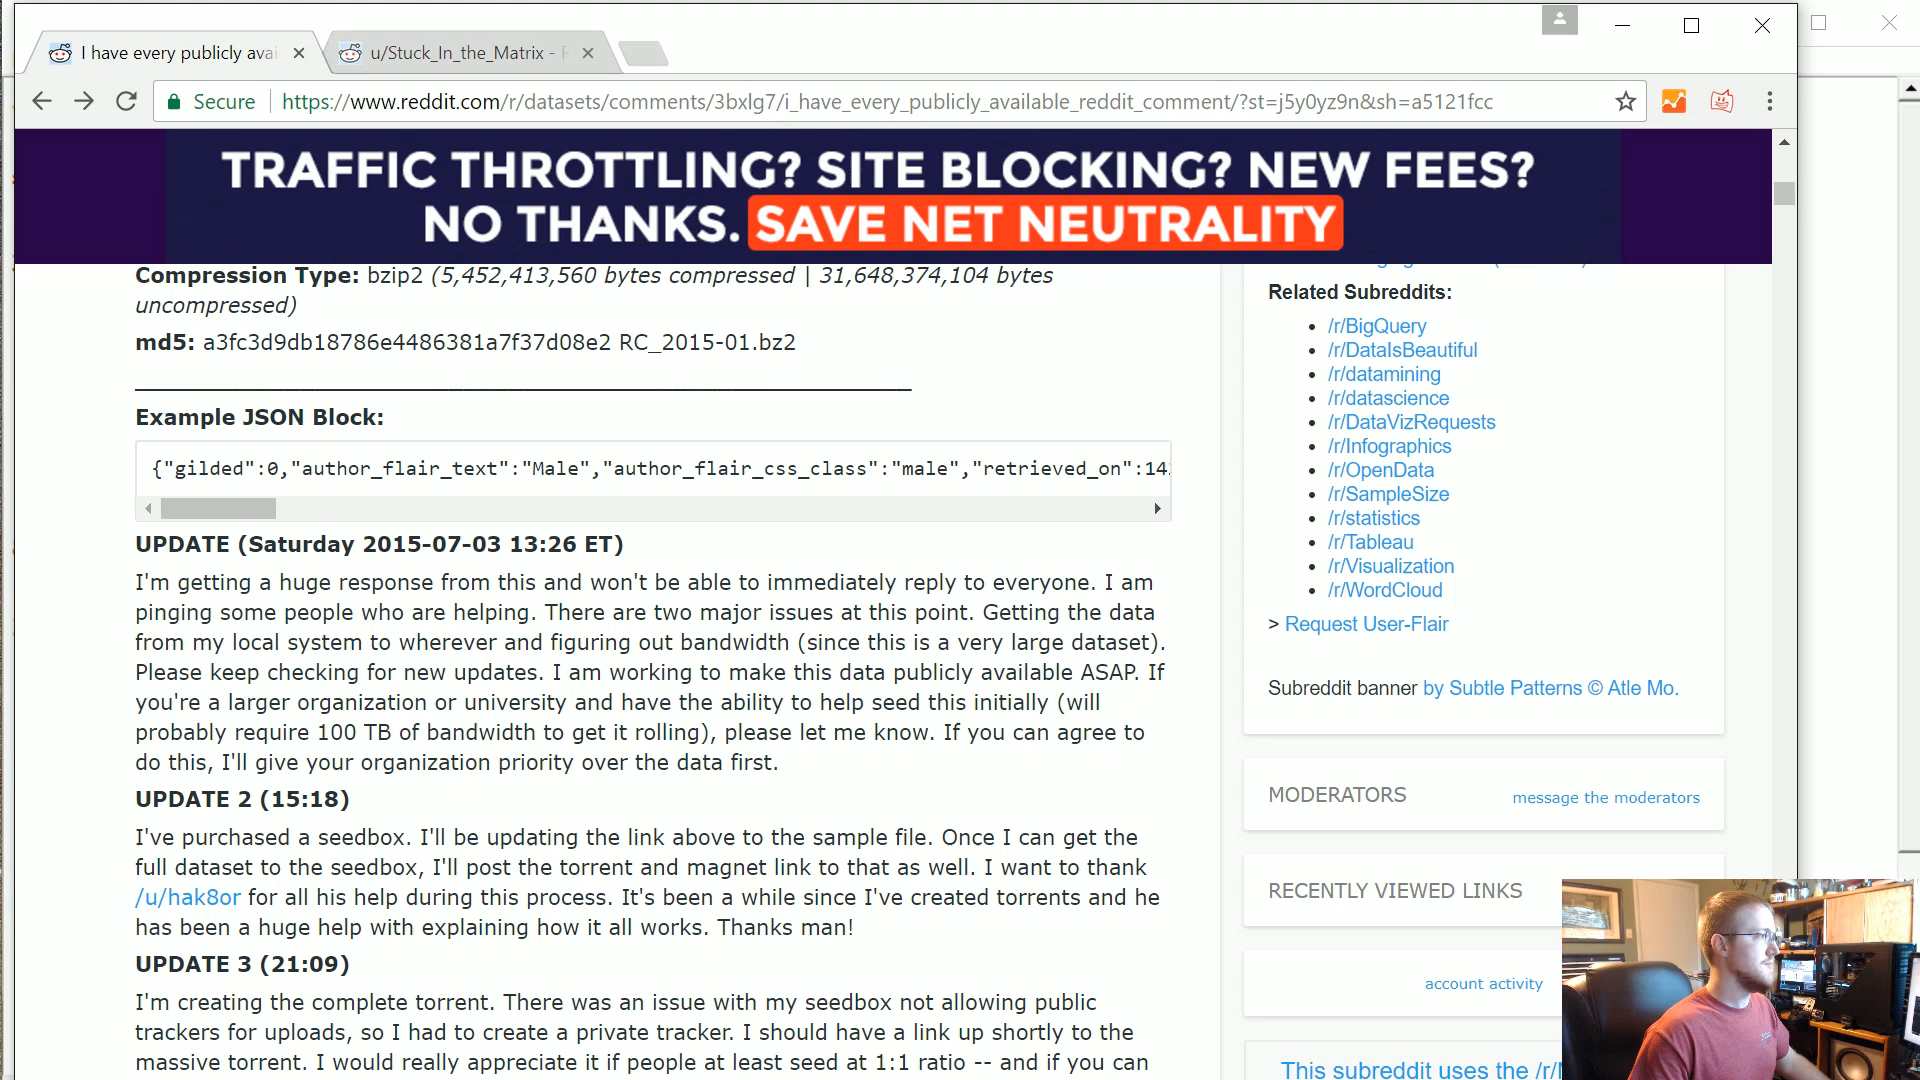 I have every publicly avai
u/Stuck_In_the_Matrix -
Secure
https://www.reddit.com/r/datasets/comments/3bxlg7/i_have_every_publicly_available_reddit_comment/?st=j5y0yz9n&sh=a5121fcc
TRAFFIC THROTTLING? SITE BLOCKING? NEW FEES?
NO THANKS. SAVE NET NEUTRALITY
Compression Type: bzip2 (5,452,413,560 bytes compressed | 31,648,374,104 bytes
uncompressed)
md5: a3fc3d9db18786e4486381a7f37d08e2 RC_2015-01.bz2
Example JSON Block:
{"gilded":0,"author_flair_text":"Male","author_flair_css_class":"male","retrieved_on":14
UPDATE (Saturday 2015-07-03 13:26 ET)
I'm getting a huge response from this and won't be able to immediately reply to everyone. I am
pinging some people who are helping. There are two major issues at this point. Getting the data
from my local system to wherever and figuring out bandwidth (since this is a very large dataset).
Please keep checking for new updates. I am working to make this data publicly available ASAP. If
you're a larger organization or university and have the ability to help seed this initially (will
probably require 100 TB of bandwidth to get it rolling), please let me know. If you can agree to
do this, I'll give your organization priority over the data first.
UPDATE 2 (15:18)
I've purchased a seedbox. I'll be updating the link above to the sample file. Once I can get the
full dataset to the seedbox, I'll post the torrent and magnet link to that as well. I want to thank
/u/hak8or for all his help during this process. It's been a while since I've created torrents and he
has been a huge help with explaining how it all works. Thanks man!
UPDATE 3 (21:09)
I'm creating the complete torrent. There was an issue with my seedbox not allowing public
trackers for uploads, so I had to create a private tracker. I should have a link up shortly to the
massive torrent. I would really appreciate it if people at least seed at 1:1 ratio -- and if you can
Related Subreddits:
/r/BigQuery
/r/DataIsBeautiful
/r/datamining
/r/datascience
/r/DataVizRequests
/r/Infographics
/r/OpenData
/r/SampleSize
/r/statistics
/r/Tableau
/r/Visualization
/r/WordCloud
> Request User-Flair
Subreddit banner by Subtle Patterns © Atle Mo.
MODERATORS
message the moderators
RECENTLY VIEWED LINKS
account activity
This subreddit uses the /r/